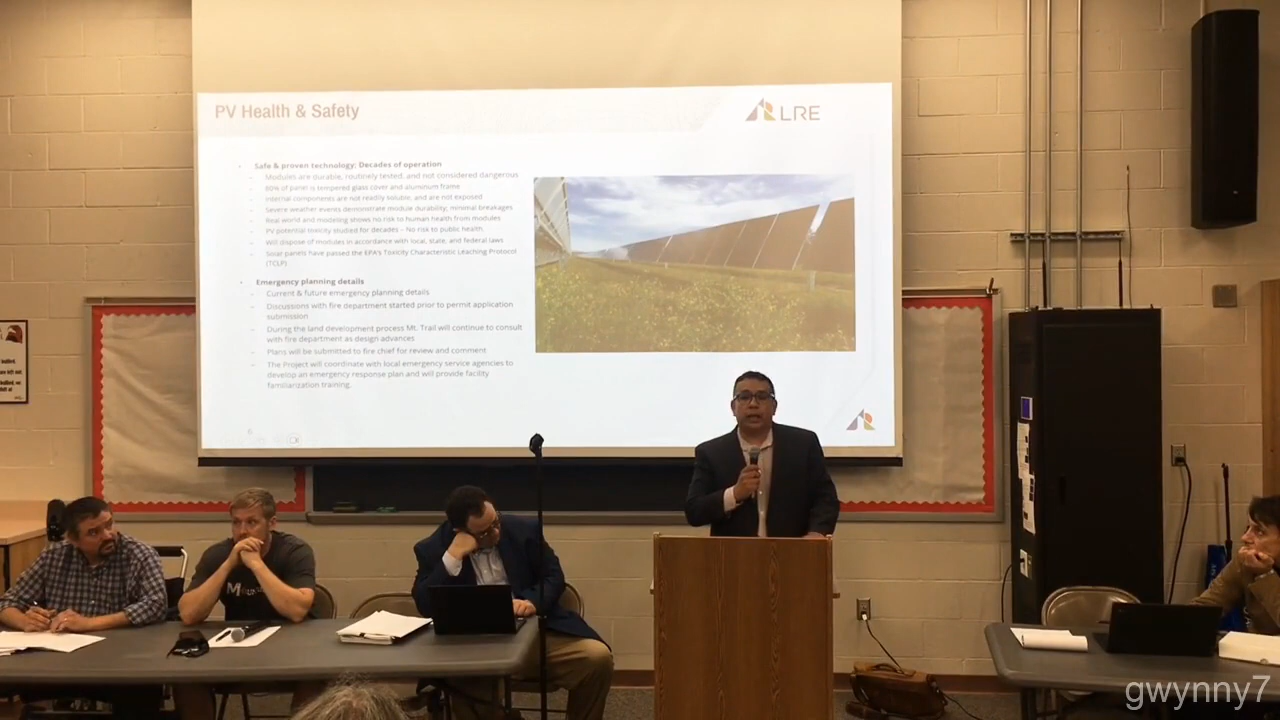 PV Health & Safety
LRE
Safe & proven technology: Decades of operation
Modules are durable, routinely tested, and not considered dangerous
80% of panel is tempered glass cover and aluminum frame
Internal components are not readily soluble, and are not exposed
Severe weather events demonstrate module durability, minimal breakages
Real world and modeling shows no risk to human health from modules
PV potential toxicity studied for decades – No risk to public health
Will dispose of modules in accordance with local, state, and federal laws
Solar panels have passed the EPA's Toxicity Characteristic Leaching Protocol
(TCLP)
Emergency planning details
Current & future emergency planning details
Discussions with fire department started prior to permit application
submission
During the land development process Mt. Trail will continue to consult
with fire department as design advances
Plans will be submitted to fire chief for review and comment
The Project will coordinate with local emergency service agencies to
develop an emergency response plan and will provide facility
familiarization training.
gwynny7